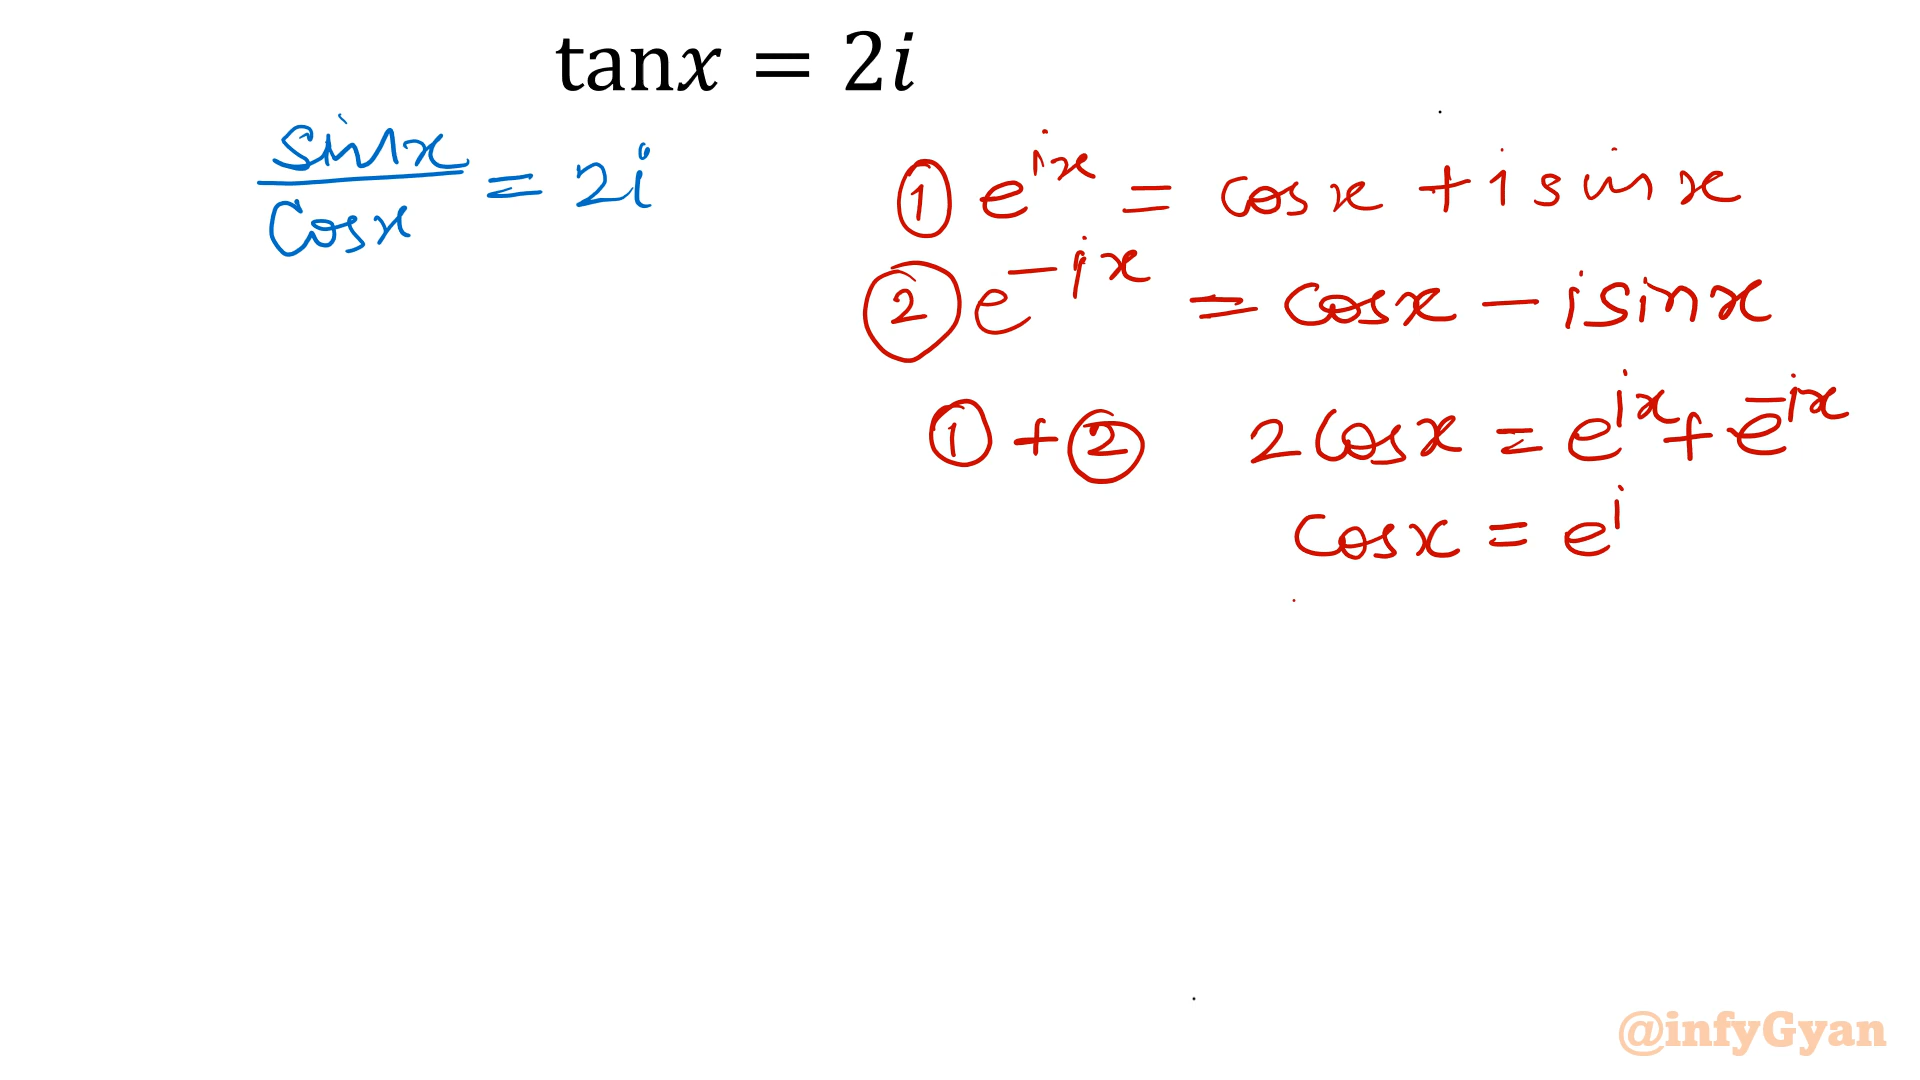 tanx = 2i
sinx/cosx = 2i
① e^ix = cosx + isinx
② e^-ix = cosx - isinx
① + ② 2cosx = e^ix + e^-ix
cosx = e^i
@infyGyan